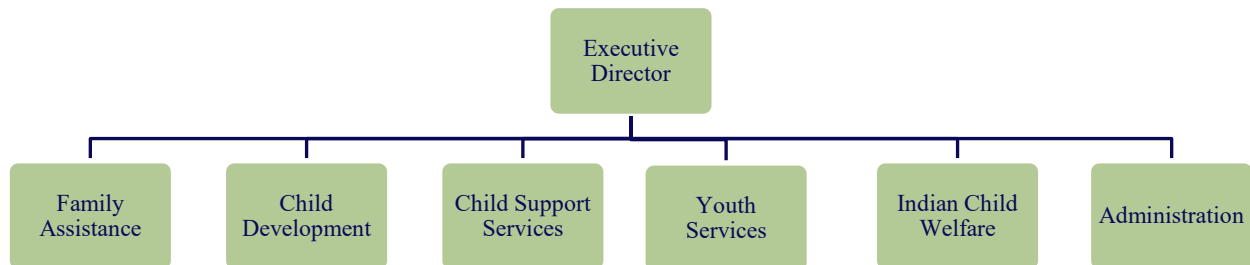 Executive
Director
Family
Assistance
Child
Development
Child Support
Services
Youth
Services
Indian Child
Welfare
Administration